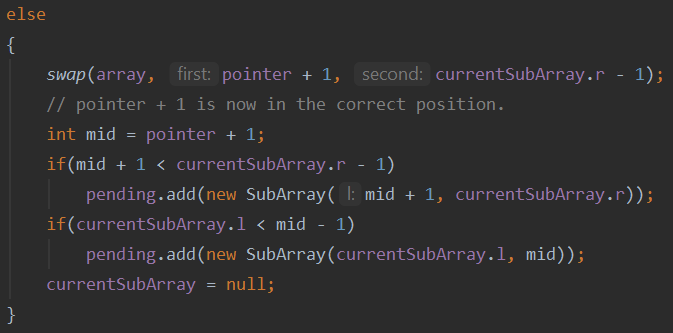 else
{
swap(array, first: pointer + 1, second: currentSubArray.r - 1);
// pointer + 1 is now in the correct position.
int mid = pointer + 1;
if(mid + 1 < currentSubArray.r - 1)
pending.add(new SubArray( l: mid + 1, currentSubArray.r));
if(currentSubArray.l < mid - 1)
pending.add(new SubArray(currentSubArray.l, mid));
currentSubArray = null;
}